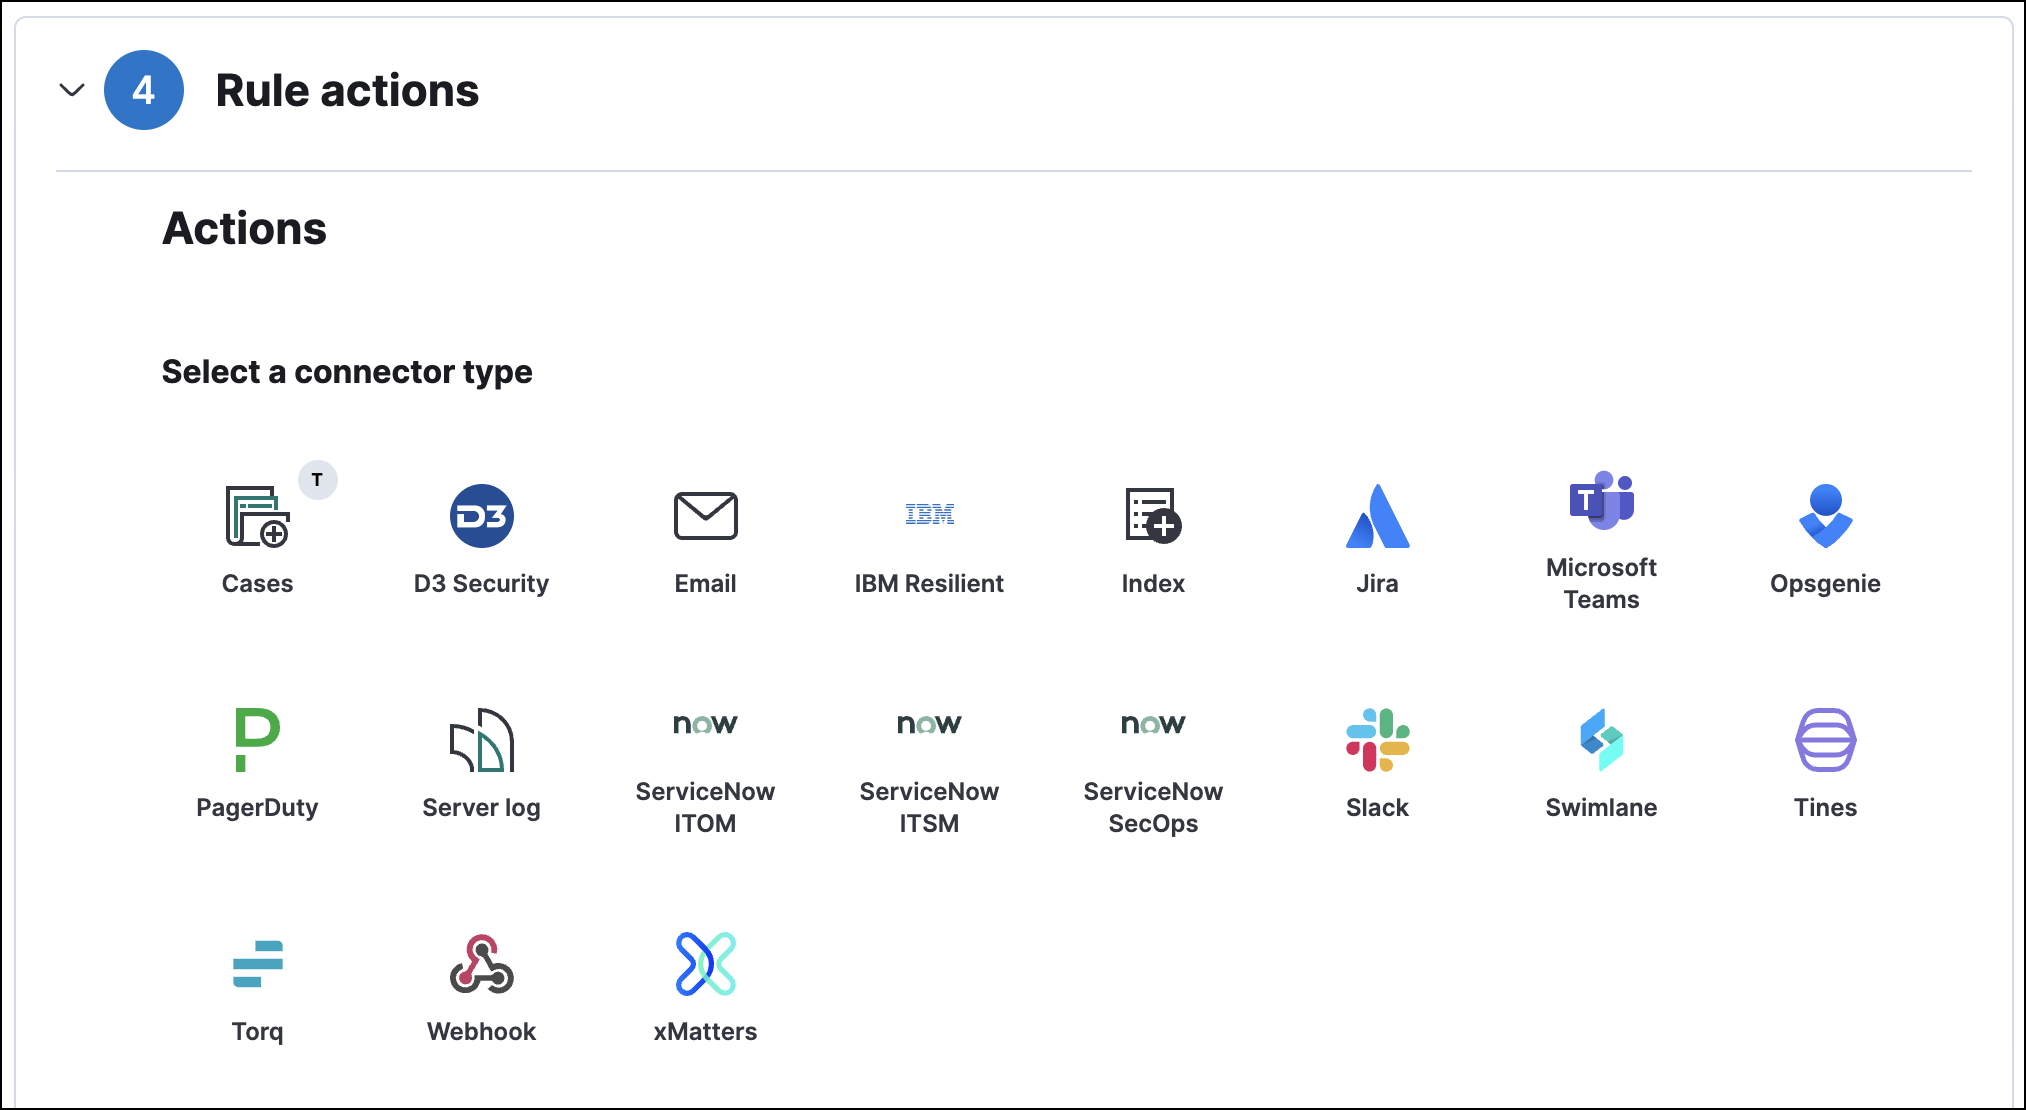 4 Rule actions
Actions
Select a connector type
T
D3
IBM
T
Cases
D3 Security
Email
IBM Resilient
Index
Jira
Microsoft
Teams
Opsgenie
now
now
now
PagerDuty
Server log
ServiceNow
ITOM
ServiceNow
ITSM
ServiceNow
SecOps
Slack
Swimlane
Tines
Torq
Webhook
xMatters